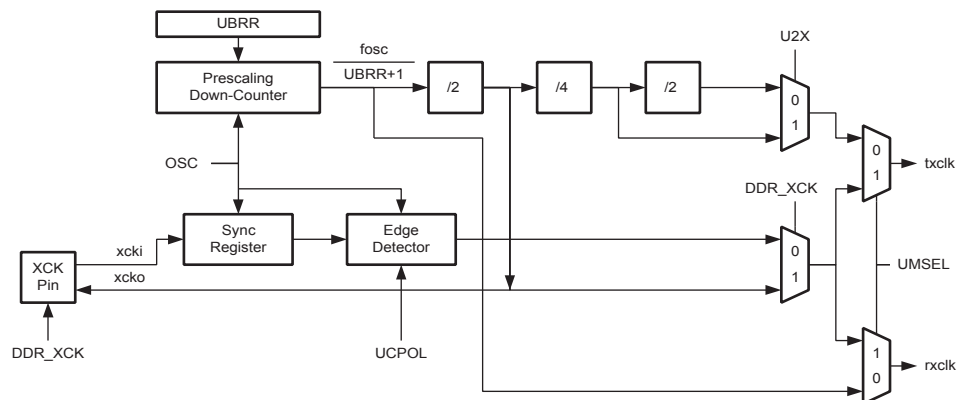 UBRR
fosc
U2X
Prescaling
Down-Counter
UBRR+1
/2
/4
/2
0
1
OSC
0
1
txclk
DDR_XCK
Sync
Register
Edge
Detector
xcki
0
1
XCK
Pin
xcko
UMSEL
DDR_XCK
UCPOL
1
0
rxclk